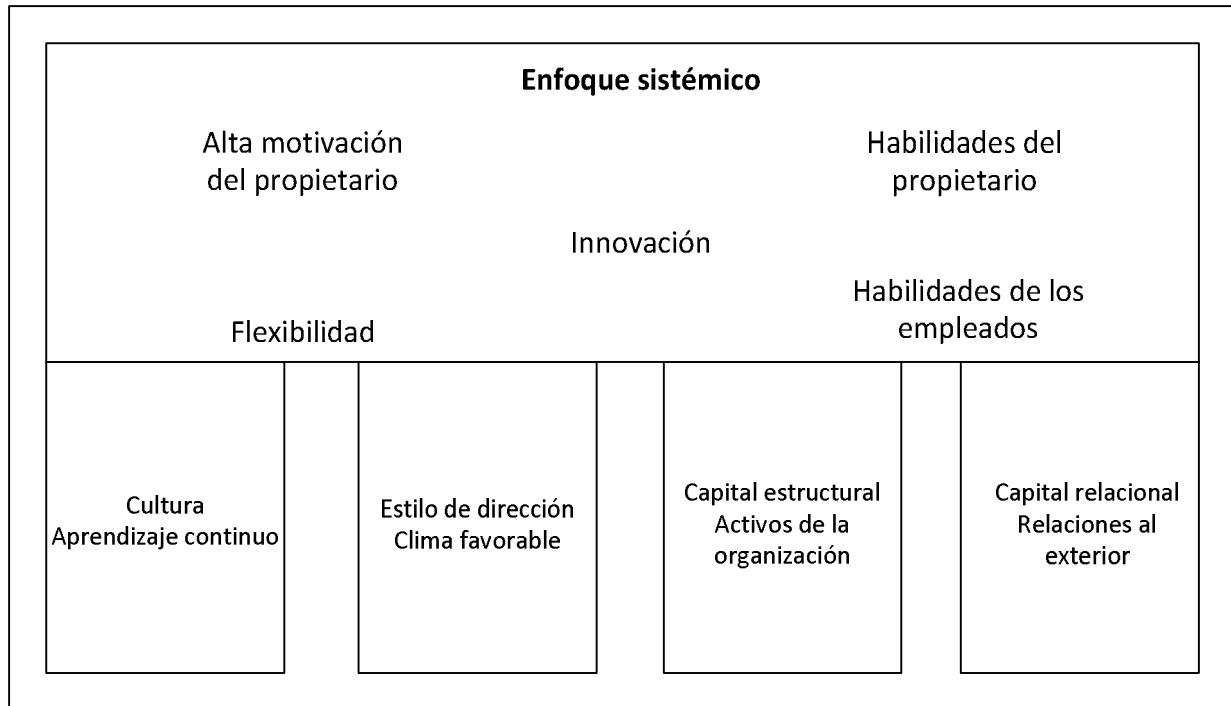 Enfoque sistémico
Alta motivación
del propietario
Habilidades del
propietario
Innovación
Habilidades de los
empleados
Flexibilidad
Cultura
Aprendizaje continuo
Estilo de dirección
Clima favorable
Capital estructural
Activos de la
organización
Capital relacional
Relaciones al
exterior